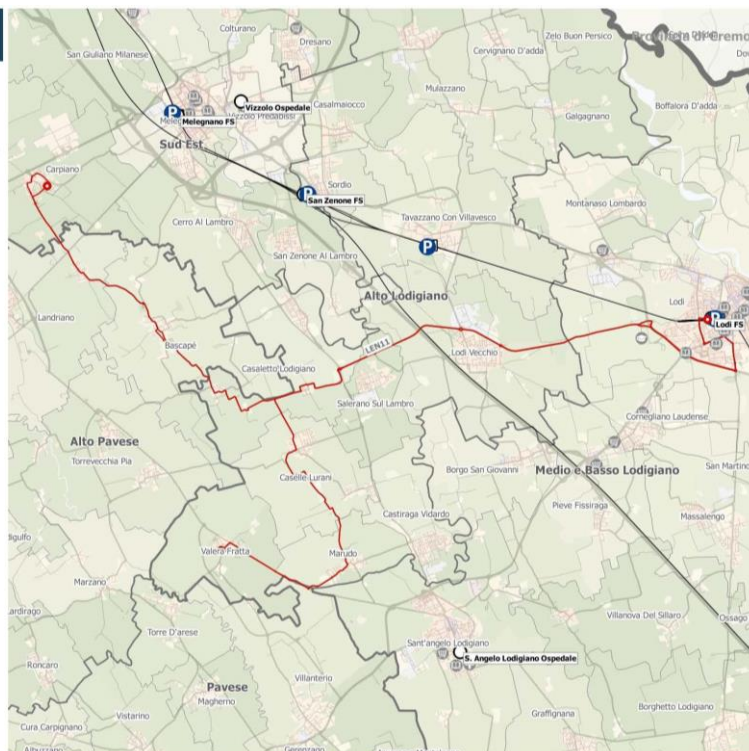 Colturano
Dresano
Zelo Buon Persico
San Giuliano Milanese
Cervignano D'adda
Mulazzano
Boffalora D'adda
Vizzolo Ospedale
Vizzolo Predabissi
Casalmaiocco
Melegnano FS
Galgagnano
Sud Est
Carpiano
Sordio
San Zenone FS
Montanaso Lombardo
Tavazzano Con Villavesco
Cerro Al Lambro
San Zenone Al Lambro
Alto Lodigiano
Lodi
Landriano
Lodi FS
LEN11
Bascapé
Lodi Vecchio
Casaletto Lodigiano
Salerano Sul Lambro
Cornegliano Laudense
Alto Pavese
Torrevecchia Pia
Borgo San Giovanni
Medio e Basso Lodigiano
San Martino
Caselle Lurani
Pieve Fissiraga
Castiraga Vidardo
Massalengo
Valera Fratta
Marudo
Marzano
Villanova Del Sillaro
Ossago
Torre D'arese
Sant'angelo Lodigiano
S. Angelo Lodigiano Ospedale
Roncaro
Villanterio
Pavese
Magherno
Graffignana
Borghetto Lodigiano
Vistarino
Cura Carpignano